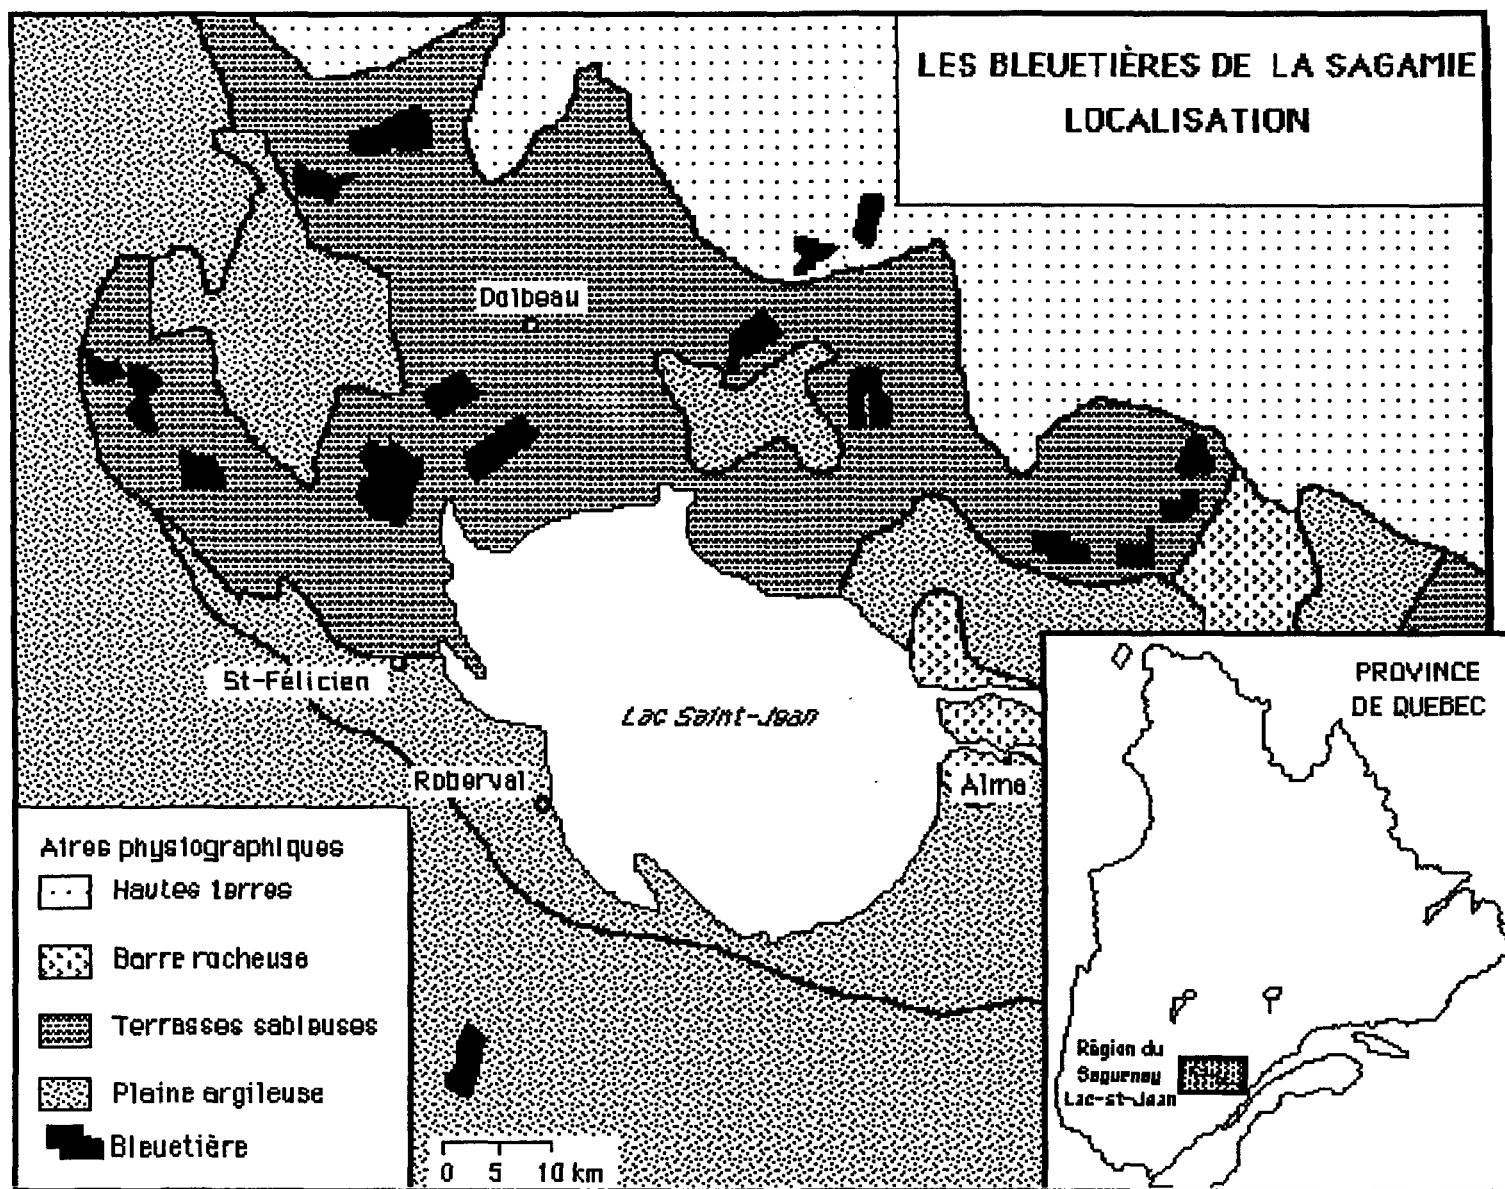 LES BLEUETIÈRES DE LA SAGAMIE
LOCALISATION
Dolbeau
St-Félicien
Lac Saint-Jean
Roberval
Alma
Aires physiographiques
Hautes terres
Barre rocheuse
Terrasses sableuses
Plaine argileuse
Bleuetière
0 5 10 km
PROVINCE
DE QUEBEC
Région du
Saguenay
Lac-st-Jean